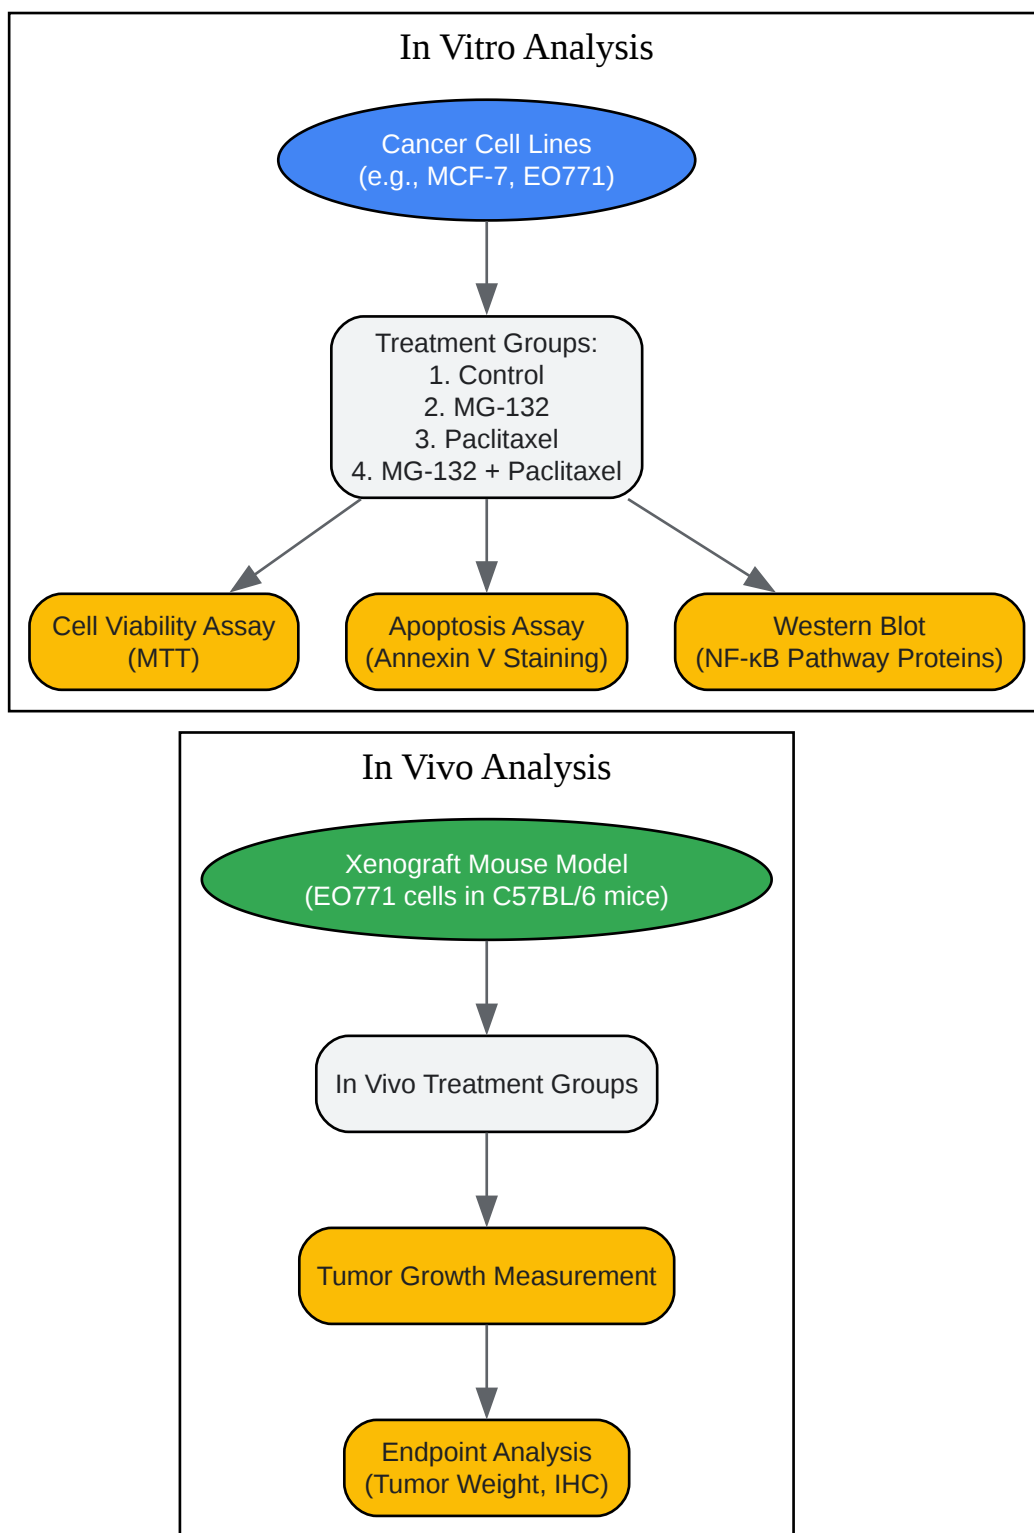 In Vitro Analysis
Cancer Cell Lines
(e.g., MCF-7, EO771)
Treatment Groups:
1. Control
2. MG-132
3. Paclitaxel
4. MG-132 + Paclitaxel
Cell Viability Assay
(MTT)
Apoptosis Assay
(Annexin V Staining)
Western Blot
(NF-κB Pathway Proteins)
In Vivo Analysis
Xenograft Mouse Model
(EO771 cells in C57BL/6 mice)
In Vivo Treatment Groups
Tumor Growth Measurement
Endpoint Analysis
(Tumor Weight, IHC)